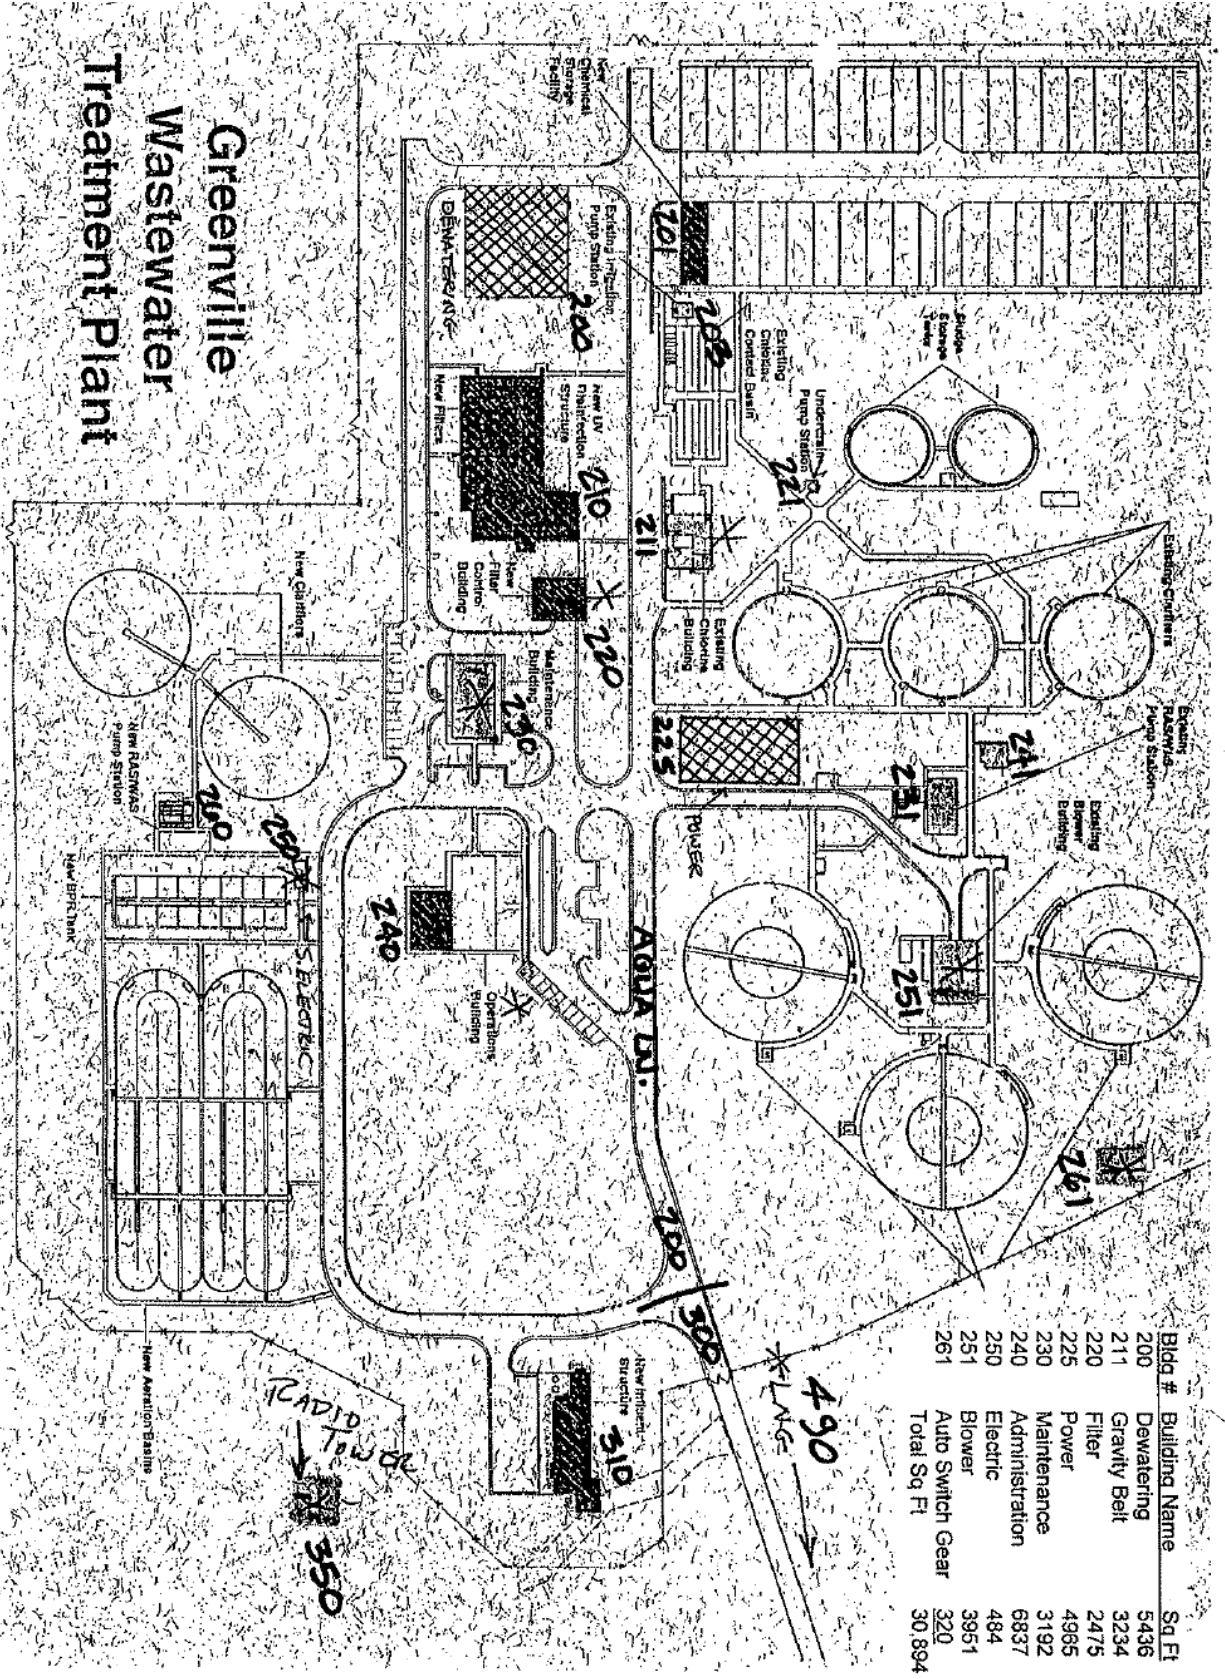 Greenville
Wastewater
Treatment Plant
Bldg # Building Name Sq Ft
200 Dewatering 5436
211 Gravity Belt 3234
220 Filter 2475
225 Power 4965
230 Maintenance 3192
240 Administration 6837
250 Electric 484
251 Blower 3951
261 Auto Switch Gear 320
Total Sq Ft 30,894
New
Chemical
Storage
Facility
201
Existing Irrigation
Pump Station
200
DEWATERING
203
Existing
Chlorine
Contact Basin
Sludge
Storage
Tanks
Underdrain
Pump Station
221
New UV
Disinfection
Structure
210
New Filters
211
New
Filter
Control
Building
220
Existing
Chlorine
Building
Existing Clarifiers
New Clarifiers
Maintenance
Building
230
225
POWER
Existing
RAS/WAS
Pump Station
241
231
Existing
Blower
Building
251
New RAS/WAS
Pump Station
260
250
ELECTRIC
240
Operations
Building
AQUA LN.
New BPR Tank
New Aeration Basins
261
200
300
490
*LNG
New Influent
Structure
310
RADIO
350